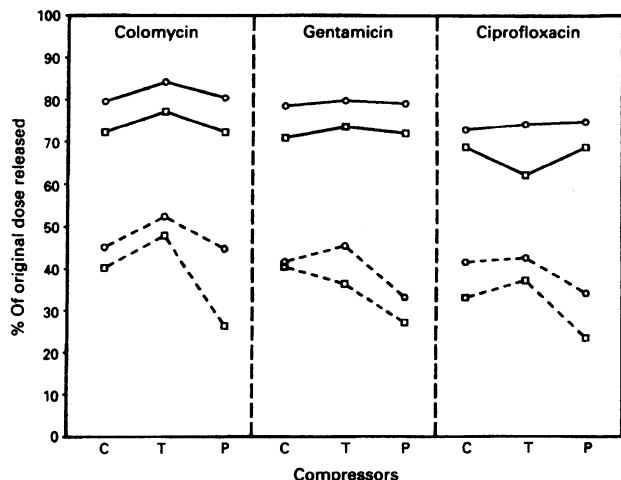 100
90
80
70
60
50
40
30
20
10
0
% Of original dose released
Colomycin Gentamicin Ciprofloxacin
C T P C T P C T P
Compressors